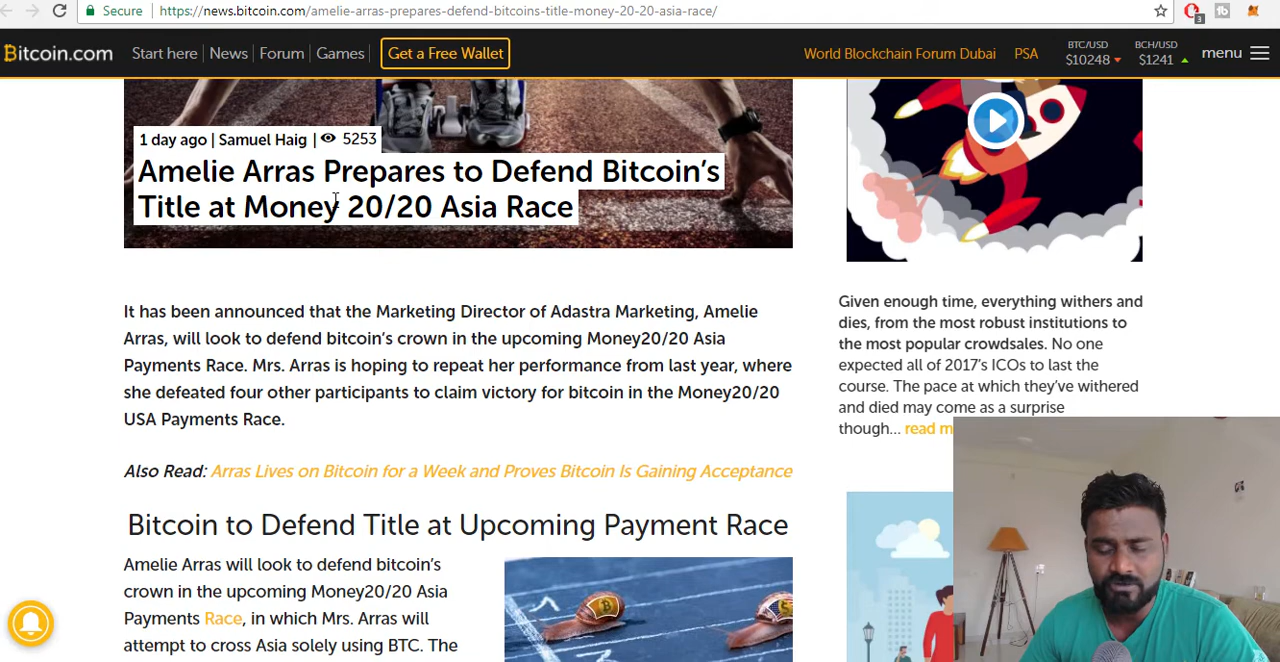 Secure
https://news.bitcoin.com/amelie-arras-prepares-defend-bitcoins-title-money-20-20-asia-race/
3
Bitcoin.com
Start here | News | Forum | Games |
Get a Free Wallet
World Blockchain Forum Dubai
PSA
BTC/USD
$10248
BCH/USD
$1241
menu
1 day ago | Samuel Haig | 5253
Amelie Arras Prepares to Defend Bitcoin's
Title at Money 20/20 Asia Race
It has been announced that the Marketing Director of Adastra Marketing, Amelie
Arras, will look to defend bitcoin's crown in the upcoming Money20/20 Asia
Payments Race. Mrs. Arras is hoping to repeat her performance from last year, where
she defeated four other participants to claim victory for bitcoin in the Money20/20
USA Payments Race.
Also Read: Arras Lives on Bitcoin for a Week and Proves Bitcoin Is Gaining Acceptance
Bitcoin to Defend Title at Upcoming Payment Race
Amelie Arras will look to defend bitcoin's
crown in the upcoming Money20/20 Asia
Payments Race, in which Mrs. Arras will
attempt to cross Asia solely using BTC. The
Given enough time, everything withers and
dies, from the most robust institutions to
the most popular crowdsales. No one
expected all of 2017's ICOs to last the
course. The pace at which they've withered
and died may come as a surprise
though... read